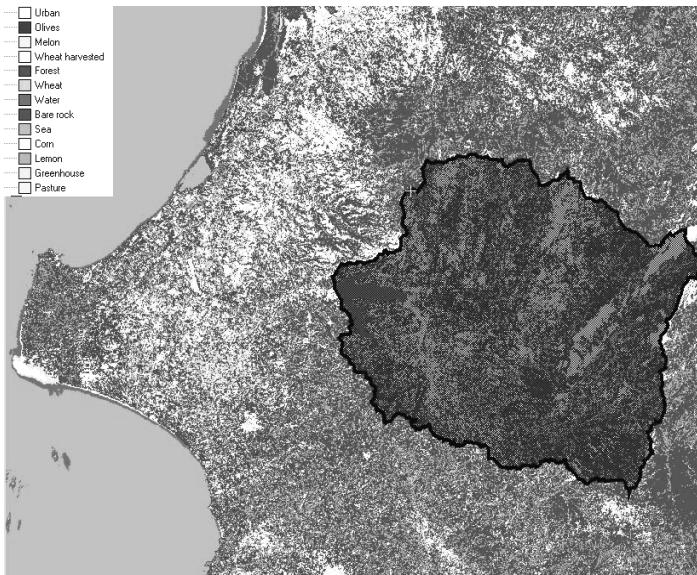 Urban
Olives
Melon
Wheat harvested
Forest
Wheat
Water
Bare rock
Sea
Corn
Lemon
Greenhouse
Pasture